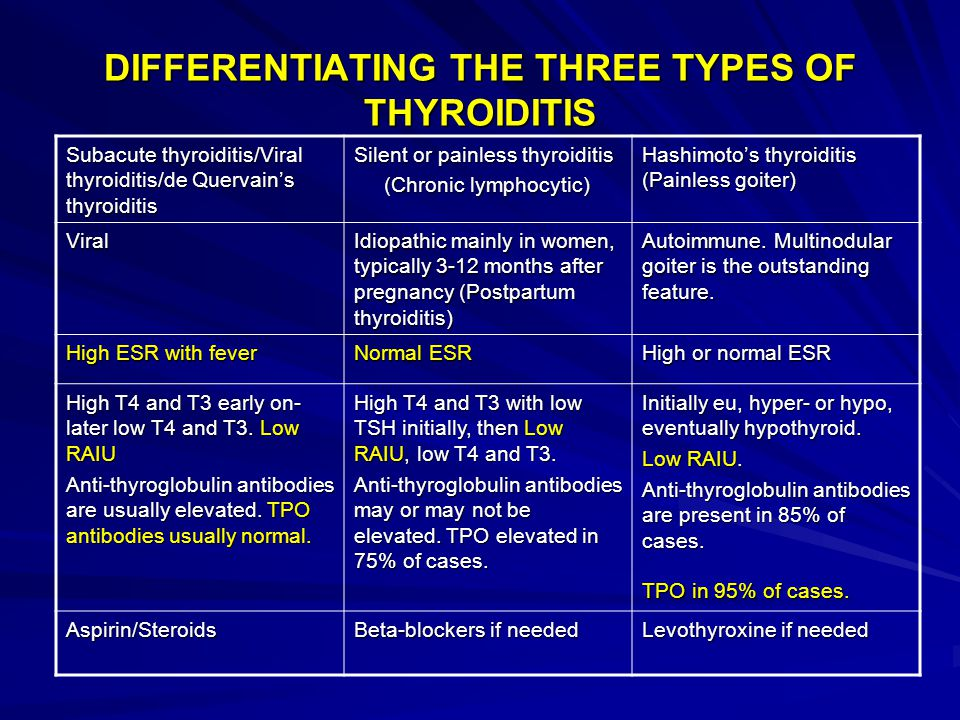 DIFFERENTIATING THE THREE TYPES OF
THYROIDITIS
Subacute thyroiditis/Viral
thyroiditis/de Quervain's
thyroiditis
Silent or painless thyroiditis
(Chronic lymphocytic)
Hashimoto's thyroiditis
(Painless goiter)
Viral
Idiopathic mainly in women,
typically 3-12 months after
pregnancy (Postpartum
thyroiditis)
Autoimmune. Multinodular
goiter is the outstanding
feature.
High ESR with fever
Normal ESR
High or normal ESR
High T4 and T3 early on-
later low T4 and T3. Low
RAIU
Anti-thyroglobulin antibodies
are usually elevated. TPO
antibodies usually normal.
High T4 and T3 with low
TSH initially, then Low
RAIU, low T4 and T3.
Anti-thyroglobulin antibodies
may or may not be
elevated. TPO elevated in
75% of cases.
Initially eu, hyper- or hypo,
eventually hypothyroid.
Low RAIU.
Anti-thyroglobulin antibodies
are present in 85% of
cases.
TPO in 95% of cases.
Aspirin/Steroids
Beta-blockers if needed
Levothyroxine if needed